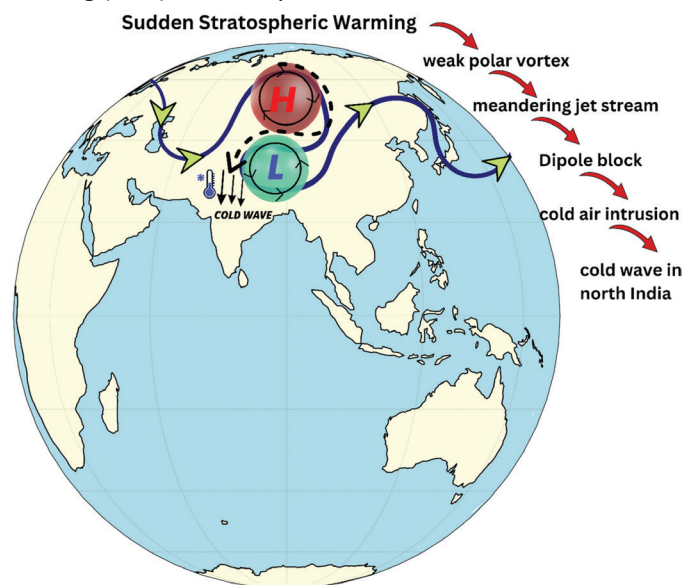 Sudden Stratospheric Warming
weak polar vortex
meandering jet stream
Dipole block
cold air intrusion
cold wave in
north India
H
L
COLD WAVE